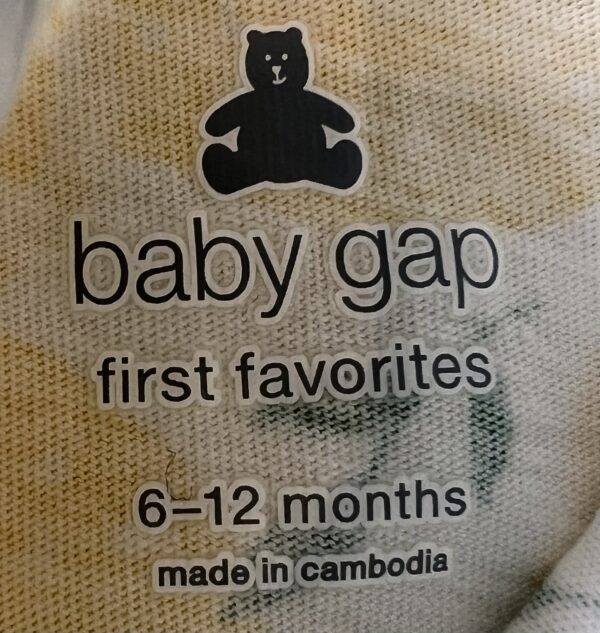 baby gap
first favorites
6–12 months
made in cambodia